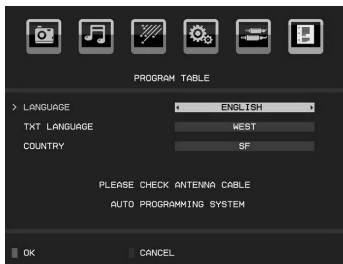 PROGRAM TABLE
> LANGUAGE ENGLISH
TXT LANGUAGE WEST
COUNTRY SF
PLEASE CHECK ANTENNA CABLE
AUTO PROGRAMMING SYSTEM
OK CANCEL